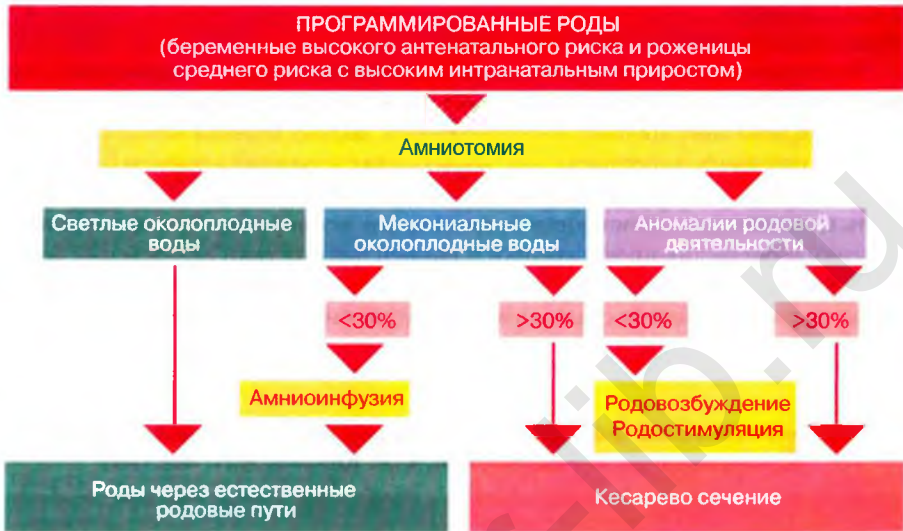 ПРОГРАММИРОВАННЫЕ РОДЫ
(беременные высокого антенатального риска и роженицы
среднего риска с высоким интранатальным приростом)
Амниотомия
Светлые околоплодные
воды
Мекониальные
околоплодные воды
Аномалии родовой
деятельности
<30%
>30%
<30%
>30%
Амниоинфузия
Родовозбуждение
Родостимуляция
Роды через естественные
родовые пути
Кесарево сечение